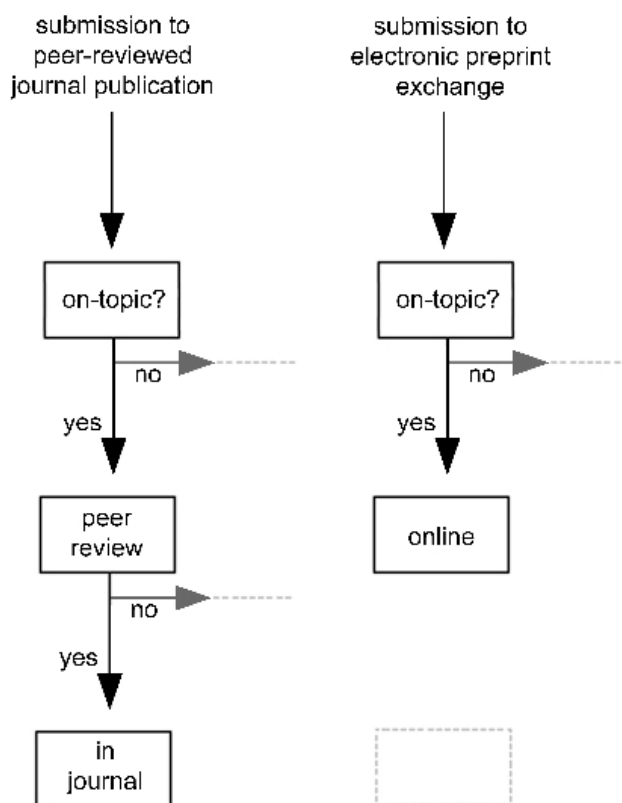 submission to
peer-reviewed
journal publication
on-topic?
no
yes
peer
review
no
yes
in
journal
submission to
electronic preprint
exchange
on-topic?
no
yes
online